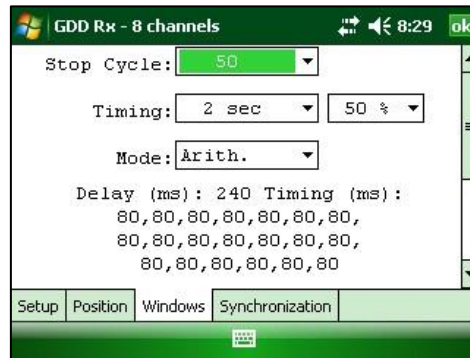 GDD Rx - 8 channels 8:29 ok
Stop Cycle: 50
Timing: 2 sec 50 %
Mode: Arith.
Delay (ms): 240 Timing (ms):
80,80,80,80,80,80,80,
80,80,80,80,80,80,80,
80,80,80,80,80,80
Setup Position Windows Synchronization